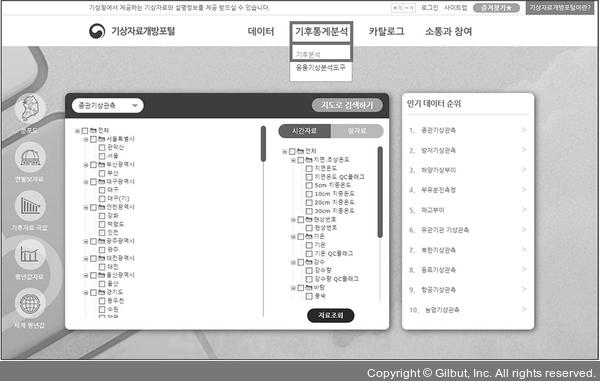 기상청에서 제공하는 기상자료와 설명정보를 제공 받으실 수 있습니다.
가+ 가-
로그인
사이트맵
즐겨찾기★
기상자료개방포털이란?
기상자료개방포털
데이터
기후통계분석
카탈로그
소통과 참여
기후분석
응용기상분석도구
분포도
연월보자료
기후자료 극값
평년값자료
세계 평년값
종관기상관측
지도로 검색하기
전체
서울특별시
관악산
서울
부산광역시
부산
대구광역시
대구
대구(기)
인천광역시
강화
백령도
인천
광주광역시
광주
대전광역시
대전
울산광역시
울산
경기도
동두천
수원
양평
시간자료
일자료
전체
지면.초상온도
지면온도
지면온도 QC플래그
5cm 지중온도
10cm 지중온도
20cm 지중온도
30cm 지중온도
현상번호
현상번호
기온
기온
기온 QC플래그
강수
강수량
강수량 QC플래그
바람
풍속
자료조회
인기 데이터 순위
1. 종관기상관측 >
2. 방재기상관측 >
3. 해양기상부이 >
4. 부유분진측정 >
5. 파고부이 >
6. 유관기관 기상관측 >
7. 북한기상관측 >
8. 등표기상관측 >
9. 항공기상관측 >
10. 농업기상관측 >
Copyright © Gilbut, Inc. All rights reserved.